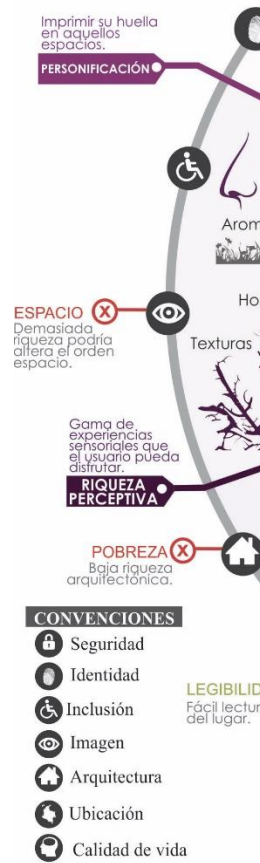 Imprimir su huella
en aquellos
espacios.
PERSONIFICACIÓN
Arom
Ho
ESPACIO
Demasiada
riqueza podría
altera el orden
espacio.
Texturas
Gama de
experiencias
sensoriales que
el usuario pueda
disfrutar.
RIQUEZA
PERCEPTIVA
POBREZA
Baja riqueza
arquitectónica.
CONVENCIONES
Seguridad
Identidad
Inclusión
Imagen
Arquitectura
Ubicación
Calidad de vida
LEGIBILID
Fácil lectur
del lugar.